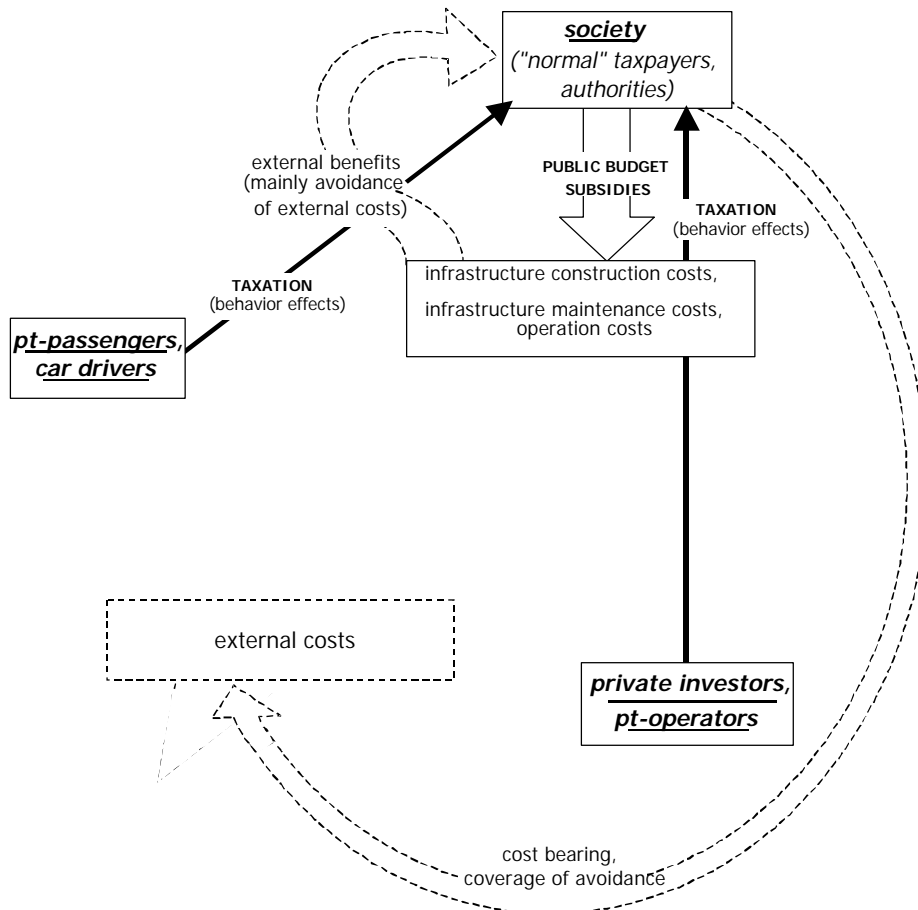 society
("normal" taxpayers,
authorities)
external benefits
(mainly avoidance
of external costs)
PUBLIC BUDGET
SUBSIDIES
TAXATION
(behavior effects)
TAXATION
(behavior effects)
infrastructure construction costs,
infrastructure maintenance costs,
operation costs
pt-passengers,
car drivers
external costs
private investors,
pt-operators
cost bearing,
coverage of avoidance